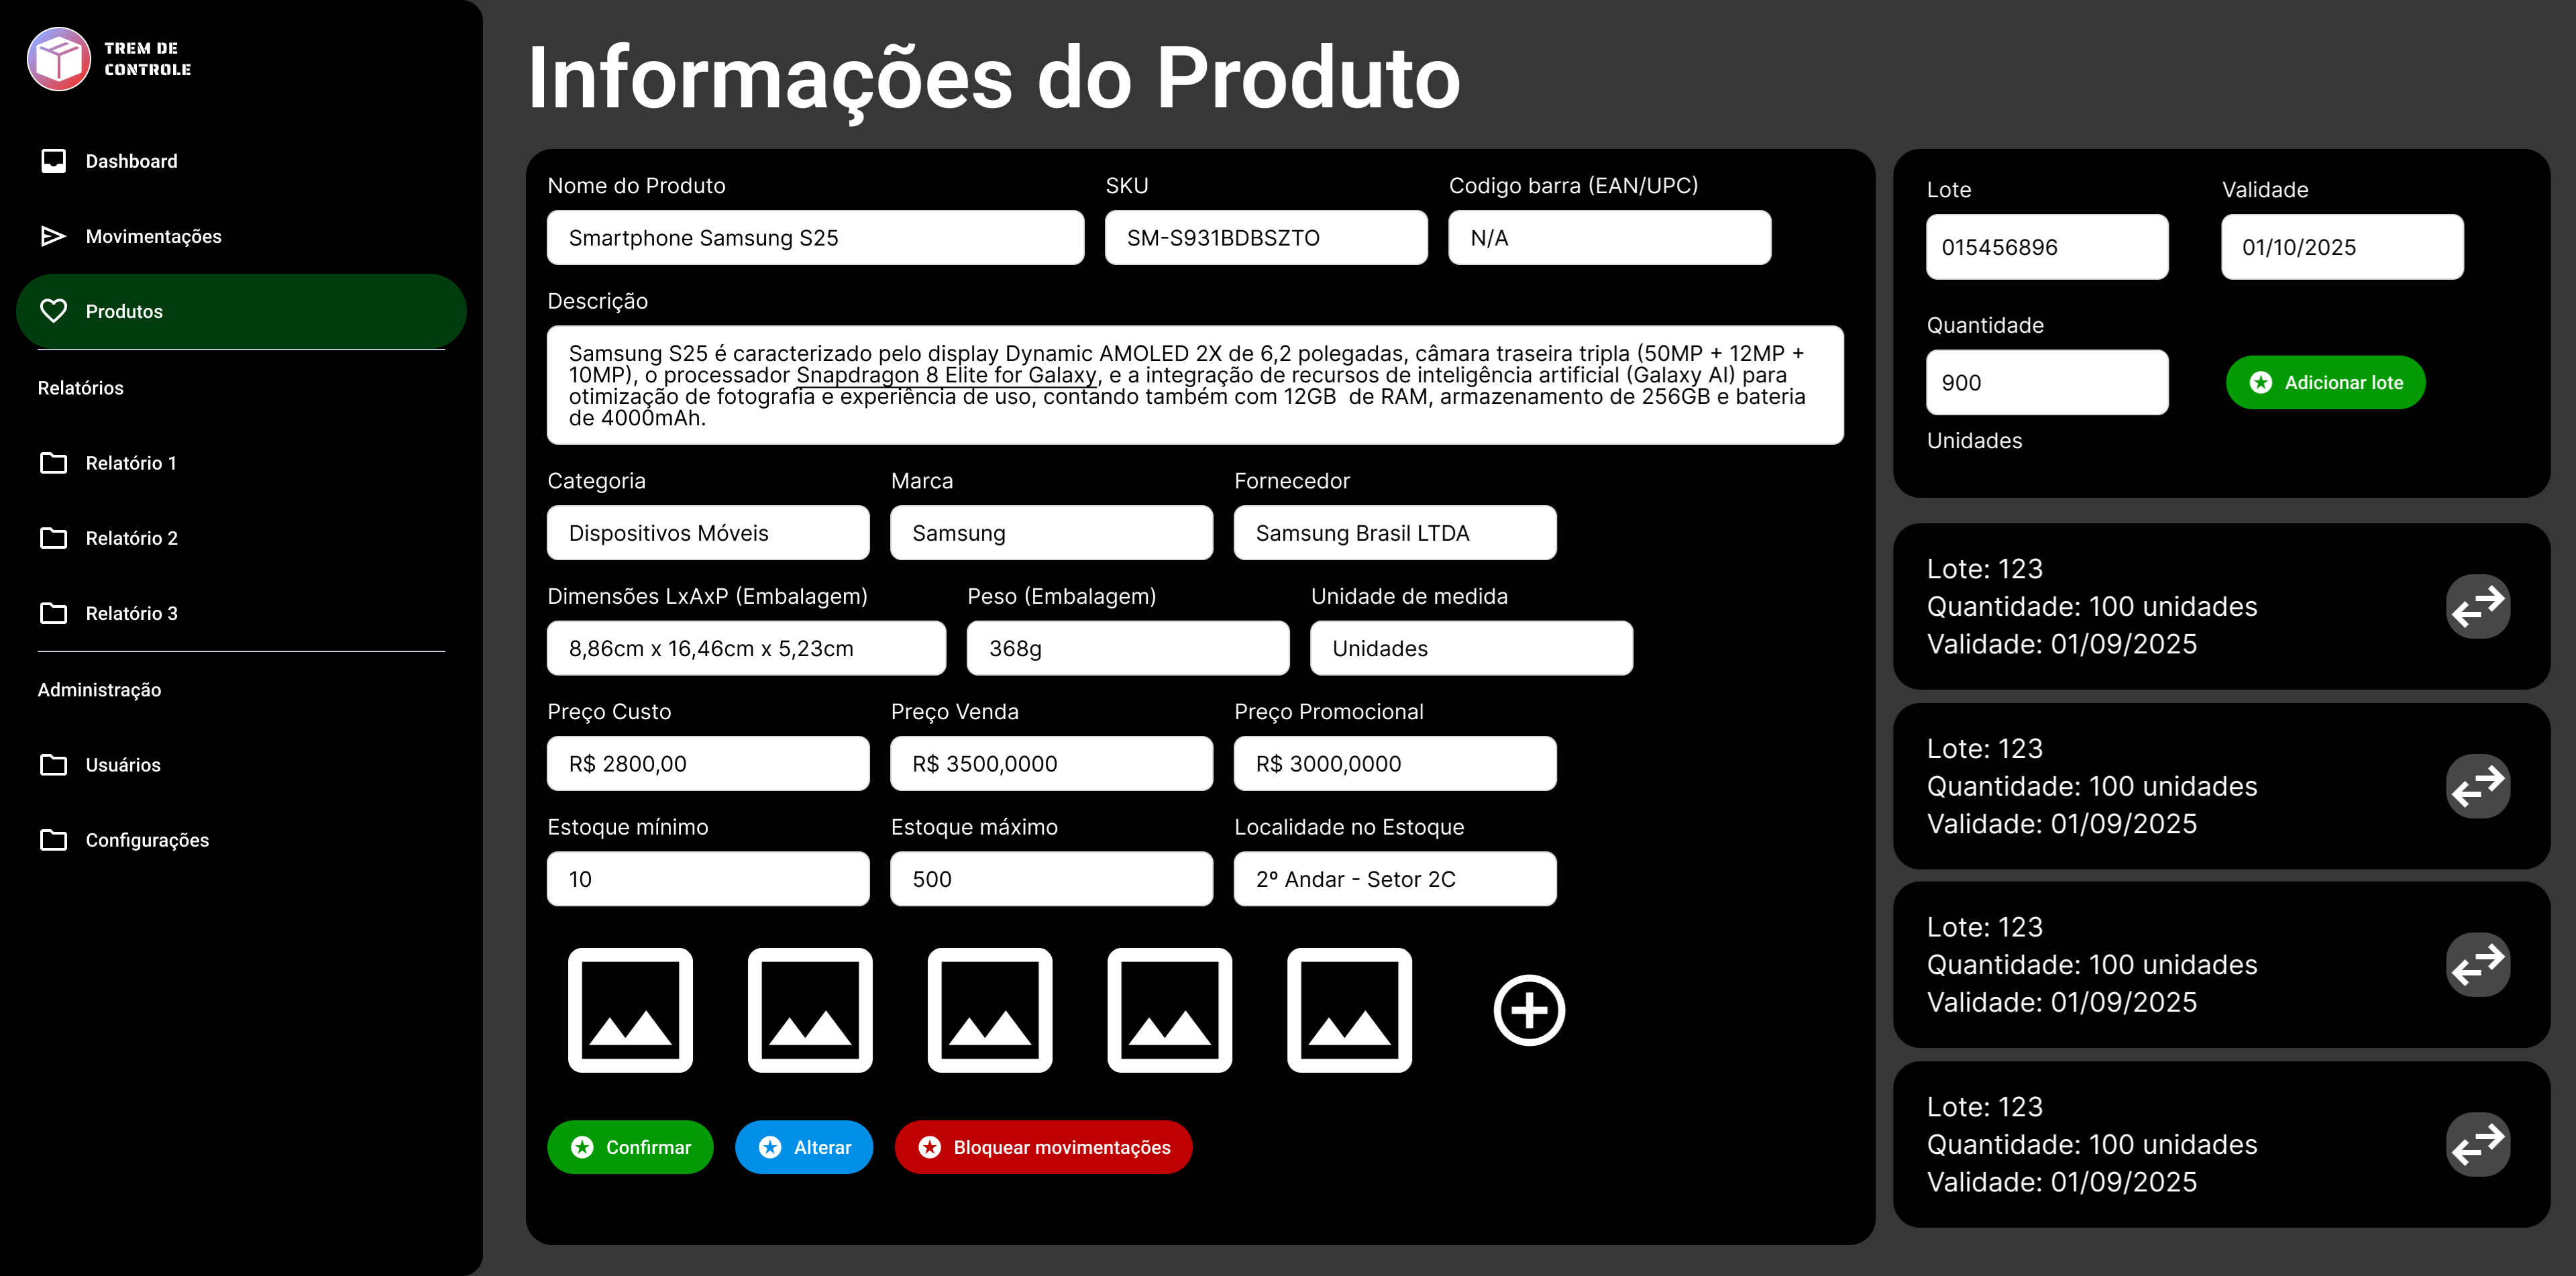 TREM DE
CONTROLE
Dashboard
Movimentações
Produtos
Relatórios
Relatório 1
Relatório 2
Relatório 3
Administração
Usuários
Configurações
Informações do Produto
Nome do Produto
SKU
Codigo barra (EAN/UPC)
Smartphone Samsung S25
SM-S931BDBSZTO
N/A
Descrição
Samsung S25 é caracterizado pelo display Dynamic AMOLED 2X de 6,2 polegadas, câmara traseira tripla (50MP + 12MP +
10MP), o processador Snapdragon 8 Elite for Galaxy, e a integração de recursos de inteligência artificial (Galaxy AI) para
otimização de fotografia e experiência de uso, contando também com 12GB  de RAM, armazenamento de 256GB e bateria
de 4000mAh.
Categoria
Marca
Fornecedor
Dispositivos Móveis
Samsung
Samsung Brasil LTDA
Dimensões LxAxP (Embalagem)
Peso (Embalagem)
Unidade de medida
8,86cm x 16,46cm x 5,23cm
368g
Unidades
Preço Custo
Preço Venda
Preço Promocional
R$ 2800,00
R$ 3500,0000
R$ 3000,0000
Estoque mínimo
Estoque máximo
Localidade no Estoque
10
500
2º Andar - Setor 2C
Confirmar
Alterar
Bloquear movimentações
Lote
Validade
015456896
01/10/2025
Quantidade
900
Adicionar lote
Unidades
Lote: 123
Quantidade: 100 unidades
Validade: 01/09/2025
Lote: 123
Quantidade: 100 unidades
Validade: 01/09/2025
Lote: 123
Quantidade: 100 unidades
Validade: 01/09/2025
Lote: 123
Quantidade: 100 unidades
Validade: 01/09/2025